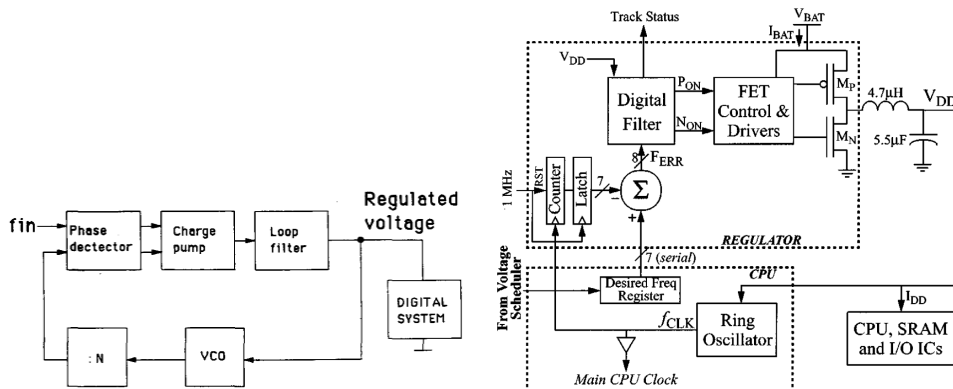 fin
Phase
dectector
Charge
pump
Loop
filter
Regulated
voltage
DIGITAL
SYSTEM
: N
VCO
Track Status
V_DD
Digital
Filter
P_ON
N_ON
FET
Control &
Drivers
V_BAT
I_BAT
M_P
M_N
4.7µH
V_DD
5.5µF
8
F_ERR
1 MHz
RST
Counter
Latch
7
−
Σ
+
REGULATOR
7 (serial)
CPU
From Voltage
Scheduler
Desired Freq
Register
f_CLK
Ring
Oscillator
Main CPU Clock
I_DD
CPU, SRAM
and I/O ICs